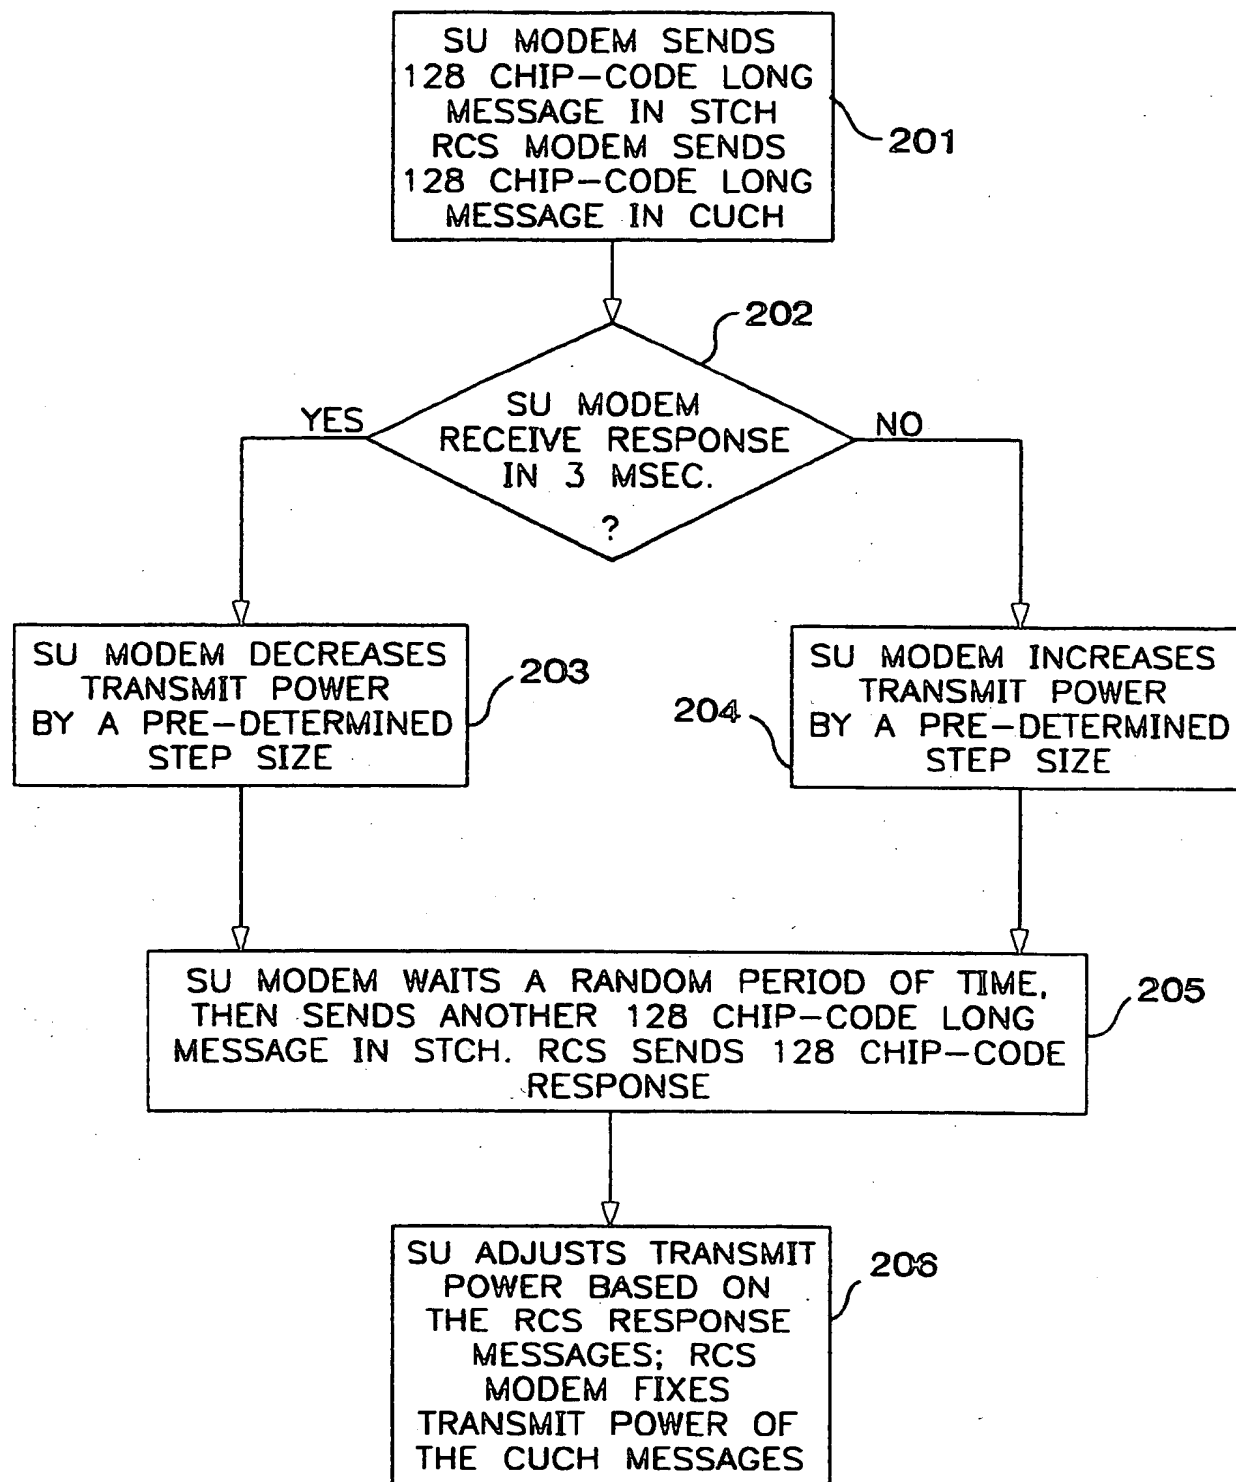 SU MODEM SENDS
128 CHIP-CODE LONG
MESSAGE IN STCH
RCS MODEM SENDS
128 CHIP-CODE LONG
MESSAGE IN CUCH
201
202
SU MODEM
RECEIVE RESPONSE
IN 3 MSEC.
?
YES
NO
SU MODEM DECREASES
TRANSMIT POWER
BY A PRE-DETERMINED
STEP SIZE
203
SU MODEM INCREASES
TRANSMIT POWER
BY A PRE-DETERMINED
STEP SIZE
204
SU MODEM WAITS A RANDOM PERIOD OF TIME,
THEN SENDS ANOTHER 128 CHIP-CODE LONG
MESSAGE IN STCH. RCS SENDS 128 CHIP-CODE
RESPONSE
205
SU ADJUSTS TRANSMIT
POWER BASED ON
THE RCS RESPONSE
MESSAGES; RCS
MODEM FIXES
TRANSMIT POWER OF
THE CUCH MESSAGES
206